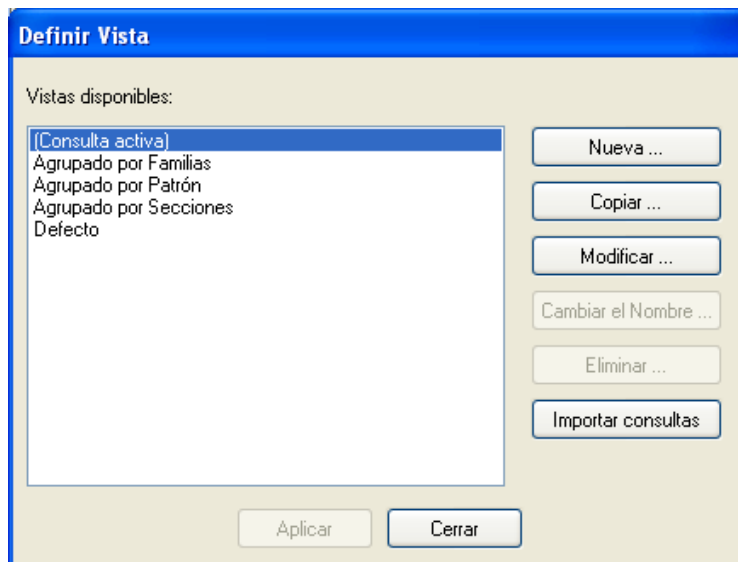 Definir Vista
Vistas disponibles:
(Consulta activa)
Agrupado por Familias
Agrupado por Patrón
Agrupado por Secciones
Defecto
Nueva ...
Copiar ...
Modificar ...
Cambiar el Nombre ...
Eliminar ...
Importar consultas
Aplicar
Cerrar